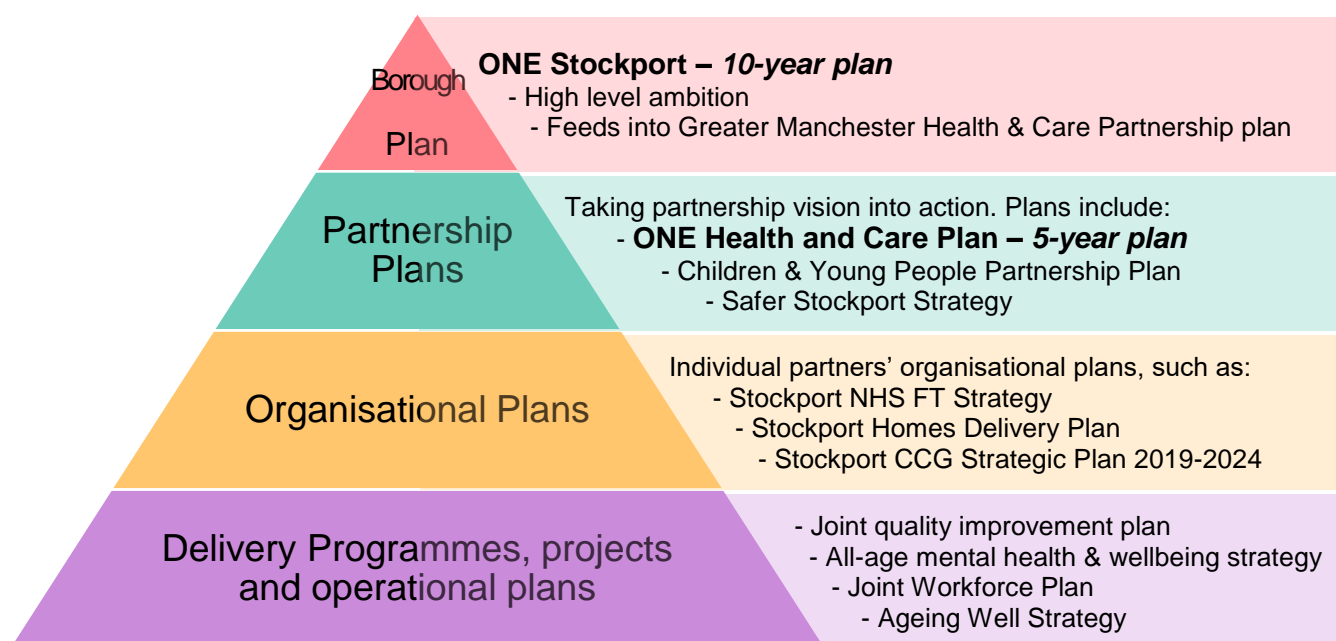 Borough
Plan
ONE Stockport – 10-year plan
- High level ambition
- Feeds into Greater Manchester Health & Care Partnership plan
Partnership
Plans
Taking partnership vision into action. Plans include:
- ONE Health and Care Plan – 5-year plan
- Children & Young People Partnership Plan
- Safer Stockport Strategy
Organisational Plans
Individual partners’ organisational plans, such as:
- Stockport NHS FT Strategy
- Stockport Homes Delivery Plan
- Stockport CCG Strategic Plan 2019-2024
Delivery Programmes, projects
and operational plans
- Joint quality improvement plan
- All-age mental health & wellbeing strategy
- Joint Workforce Plan
- Ageing Well Strategy